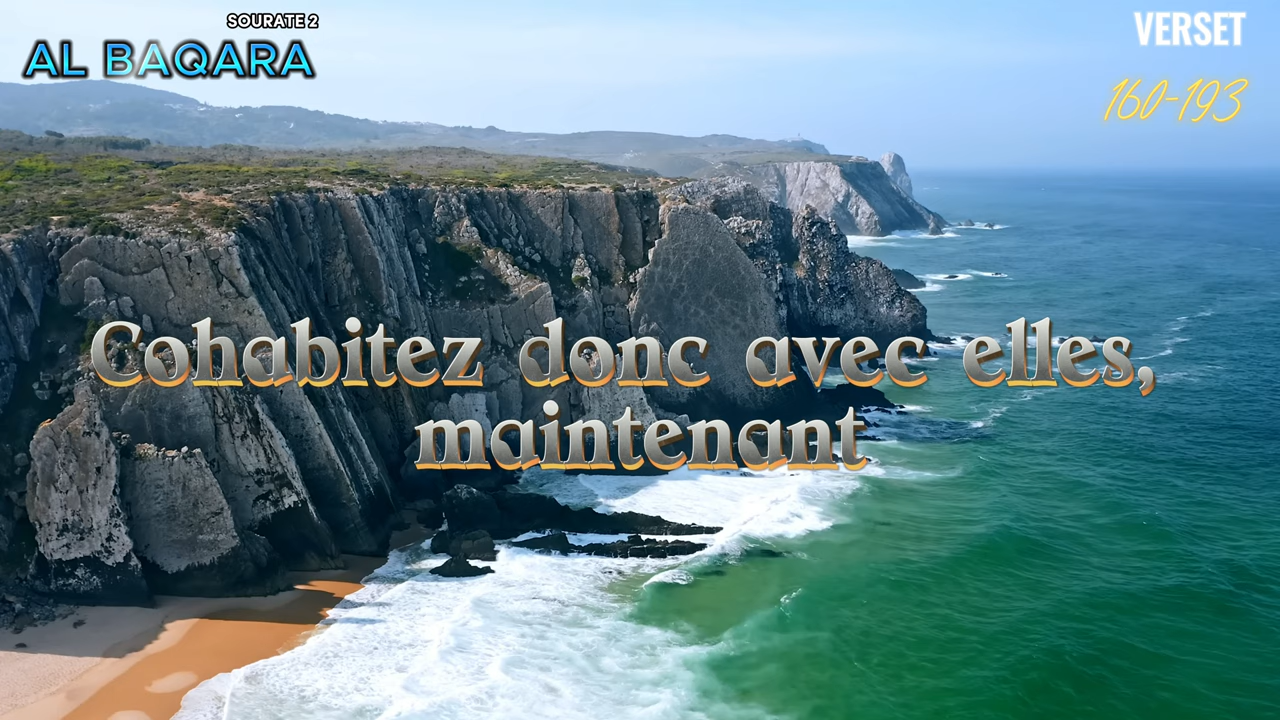 SOURATE 2
AL BAQARA
VERSET
160-193
Cohabitez donc avec elles,
maintenant